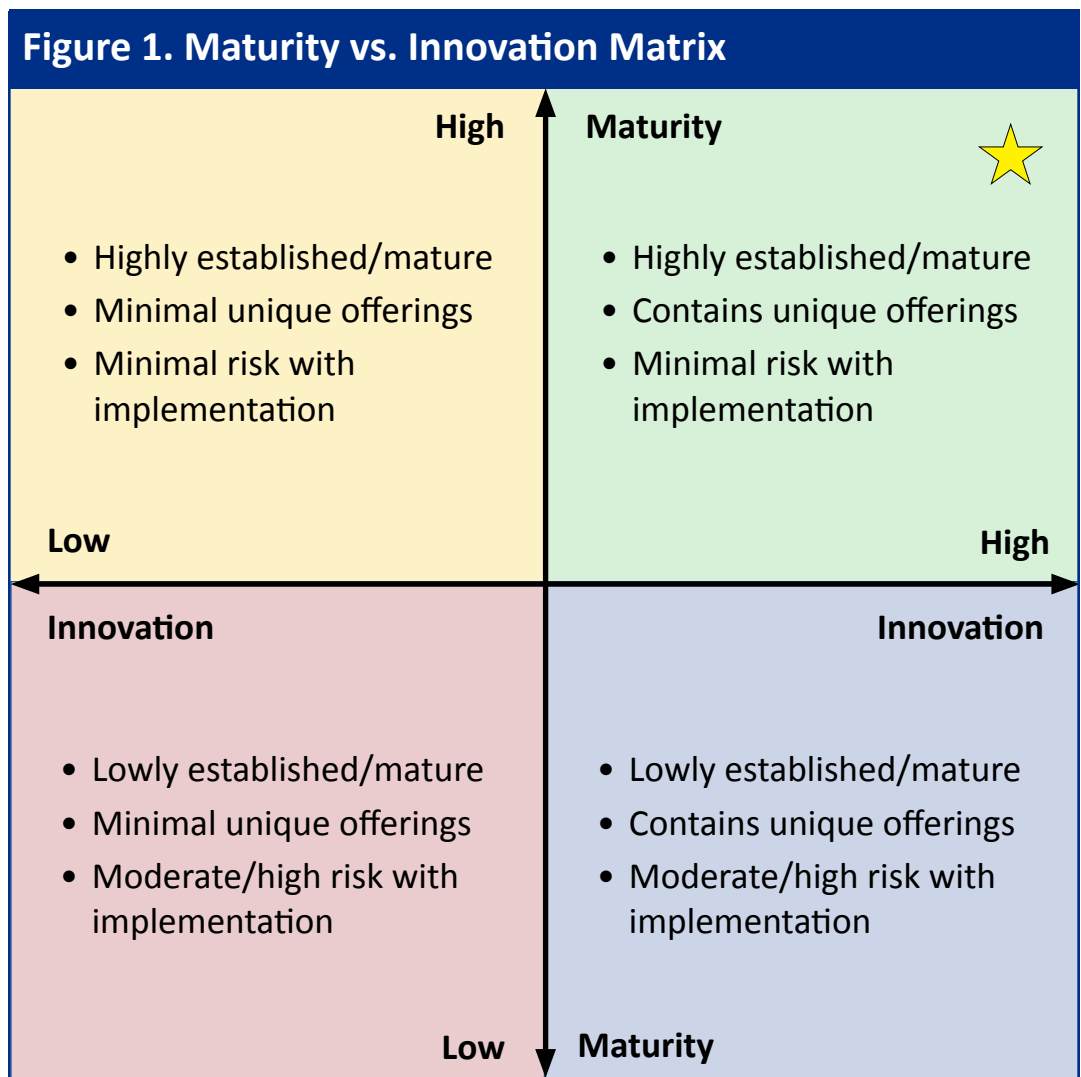 Figure 1. Maturity vs. Innovation Matrix
High
Maturity
• Highly established/mature
• Minimal unique offerings
• Minimal risk with
implementation
• Highly established/mature
• Contains unique offerings
• Minimal risk with
implementation
Low
High
Innovation
Innovation
• Lowly established/mature
• Minimal unique offerings
• Moderate/high risk with
implementation
• Lowly established/mature
• Contains unique offerings
• Moderate/high risk with
implementation
Low
Maturity